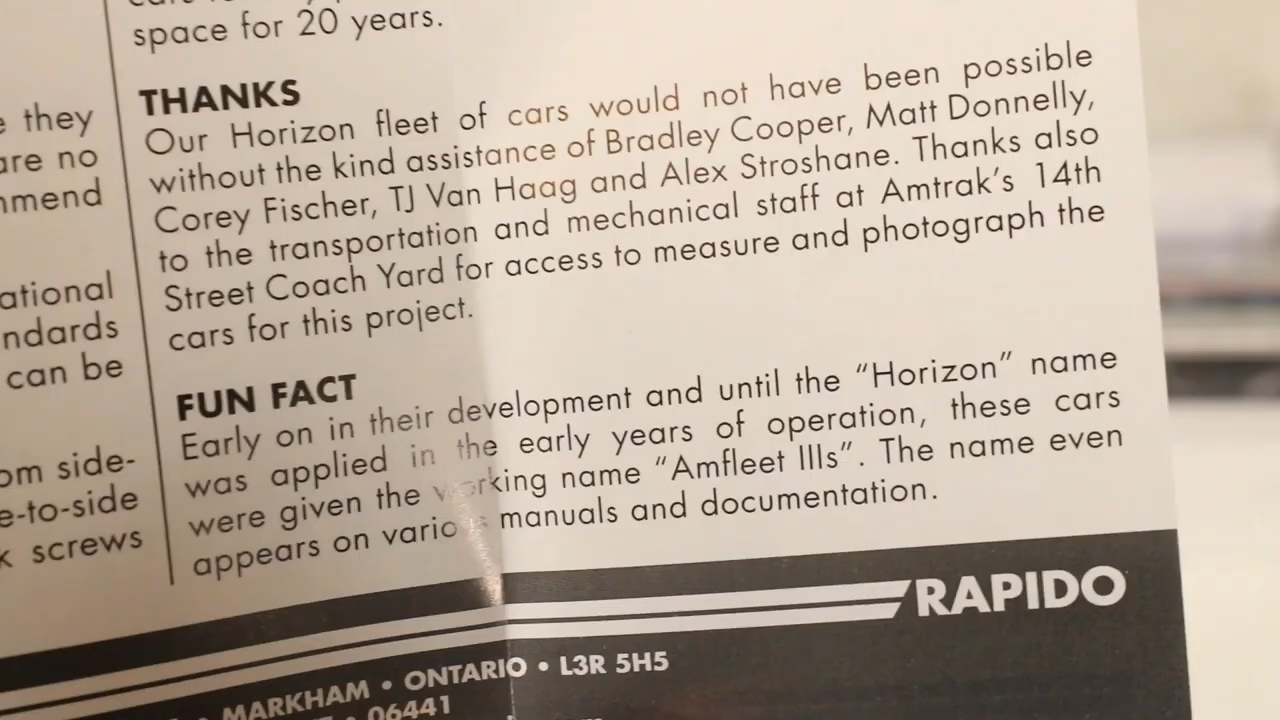 they
are no
mmend
ational
ndards
can be
om side-
e-to-side
screws
space for 20 years.
THANKS
Our Horizon fleet of cars would not have been possible
without the kind assistance of Bradley Cooper, Matt Donnelly,
Corey Fischer, TJ Van Haag and Alex Stroshane. Thanks also
to the transportation and mechanical staff at Amtrak's 14th
Street Coach Yard for access to measure and photograph the
cars for this project.
FUN FACT
Early on in their development and until the "Horizon" name
was applied in the early years of operation, these cars
were given the working name "Amfleet IIIs". The name even
appears on various manuals and documentation.
RAPIDO
MARKHAM • ONTARIO • L3R 5H5
• 06441